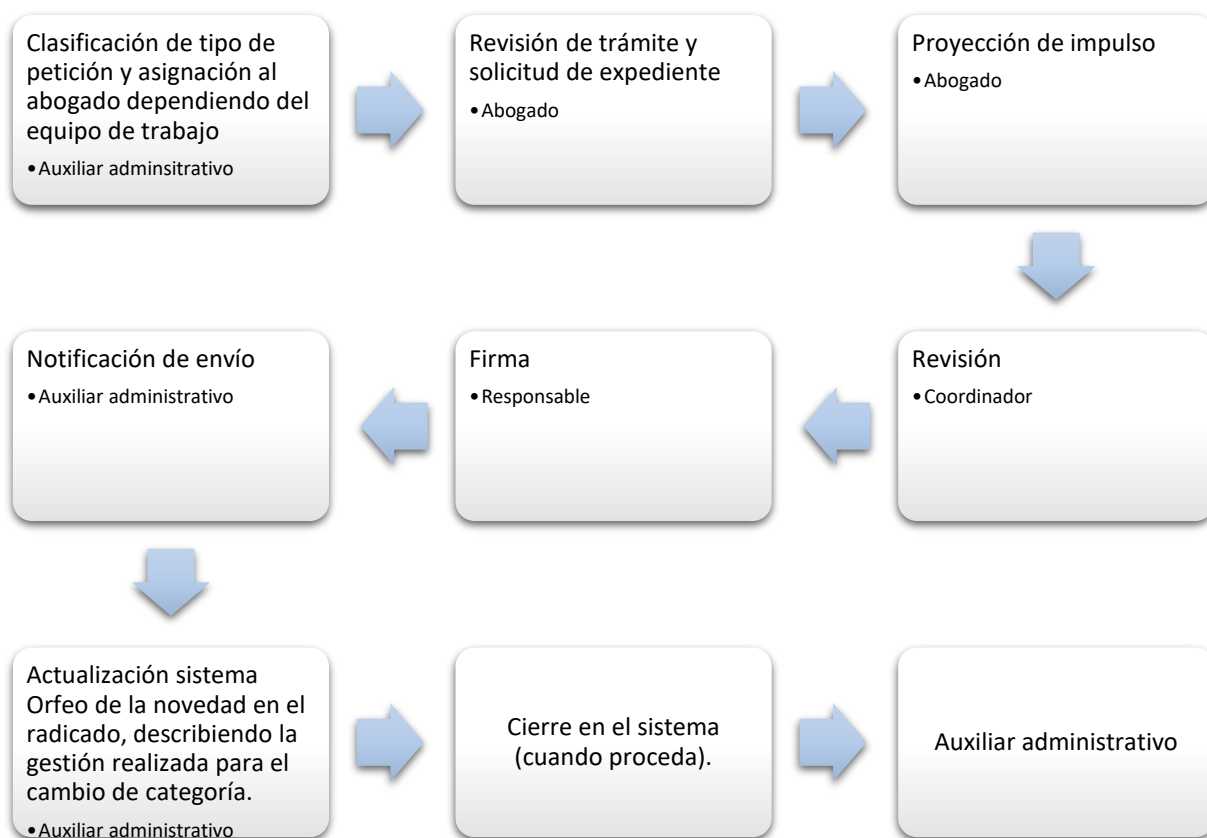 Clasificación de tipo de
petición y asignación al
abogado dependiendo del
equipo de trabajo
•Auxiliar adminsitrativo
Revisión de trámite y
solicitud de expediente
•Abogado
Proyección de impulso
•Abogado
Revisión
•Coordinador
Firma
•Responsable
Notificación de envío
•Auxiliar administrativo
Actualización sistema
Orfeo de la novedad en el
radicado, describiendo la
gestión realizada para el
cambio de categoría.
•Auxiliar administrativo
Cierre en el sistema
(cuando proceda).
Auxiliar administrativo